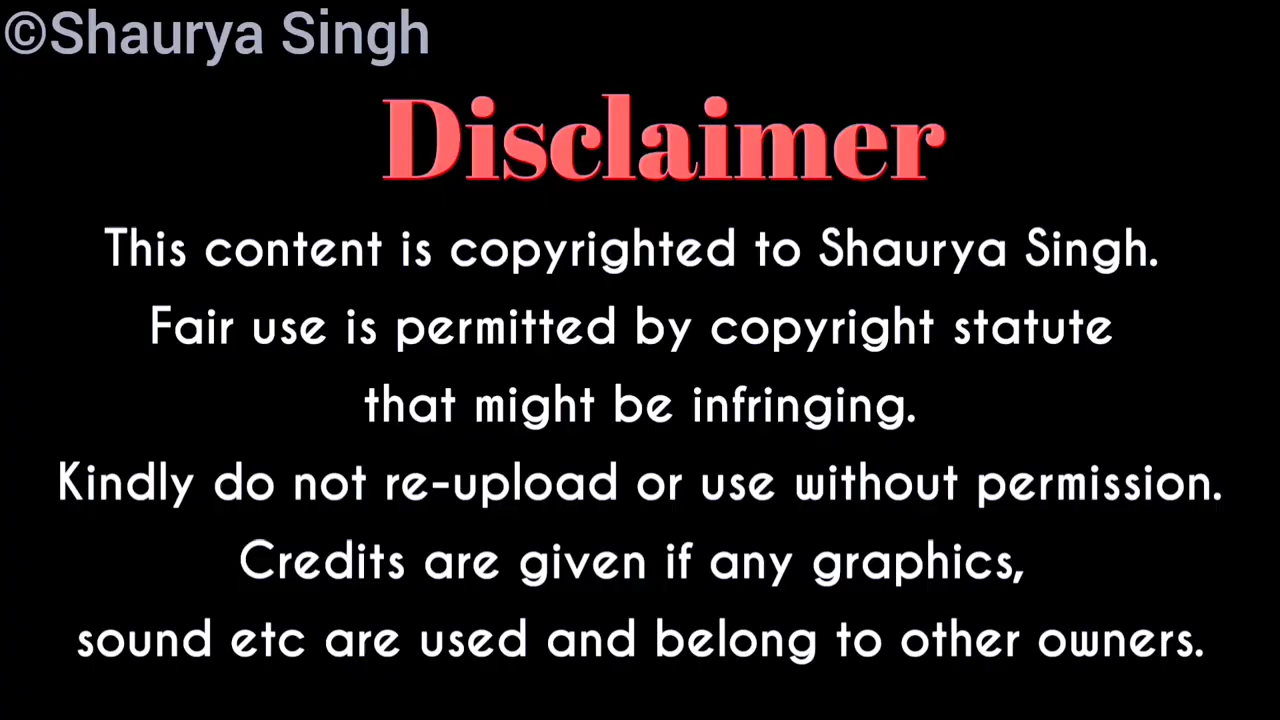 ©Shaurya Singh
Disclaimer
This content is copyrighted to Shaurya Singh.
Fair use is permitted by copyright statute
that might be infringing.
Kindly do not re-upload or use without permission.
Credits are given if any graphics,
sound etc are used and belong to other owners.